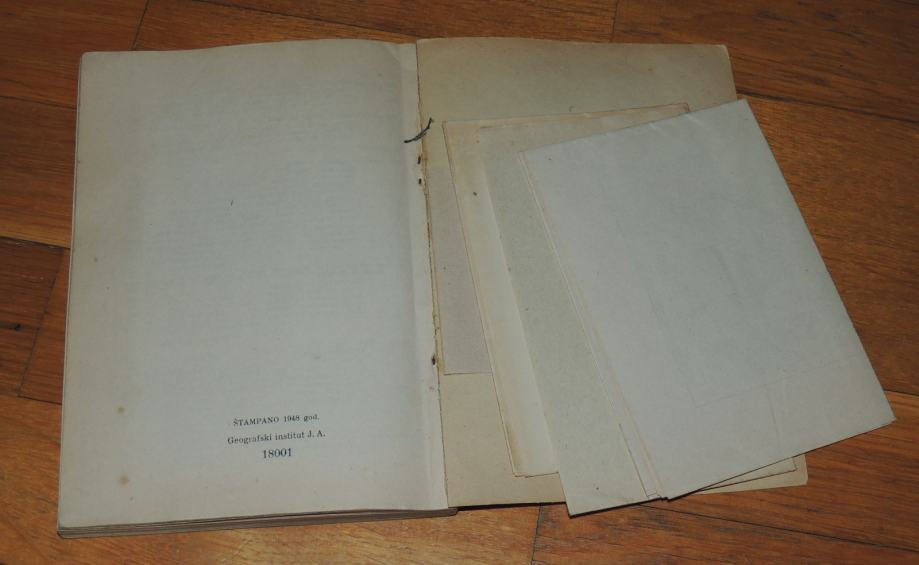 ŠTAMPANO 1948 god.
Geografski institut J. A.
18001